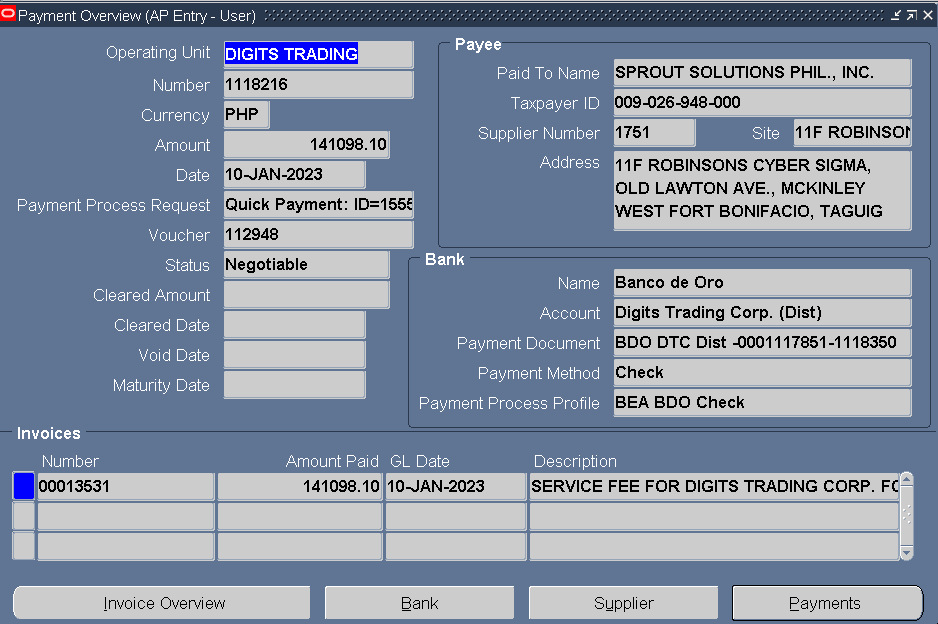 Payment Overview (AP Entry - User)
Operating Unit DIGITS TRADING
Number 1118216
Currency PHP
Amount 141098.10
Date 10-JAN-2023
Payment Process Request Quick Payment: ID=1555
Voucher 112948
Status Negotiable
Cleared Amount
Cleared Date
Void Date
Maturity Date
Payee
Paid To Name SPROUT SOLUTIONS PHIL., INC.
Taxpayer ID 009-026-948-000
Supplier Number 1751 Site 11F ROBINSON
Address 11F ROBINSONS CYBER SIGMA,
OLD LAWTON AVE., MCKINLEY
WEST FORT BONIFACIO, TAGUIG
Bank
Name Banco de Oro
Account Digits Trading Corp. (Dist)
Payment Document BDO DTC Dist -0001117851-1118350
Payment Method Check
Payment Process Profile BEA BDO Check
Invoices
Number Amount Paid GL Date Description
00013531 141098.10 10-JAN-2023 SERVICE FEE FOR DIGITS TRADING CORP. FO
Invoice Overview Bank Supplier Payments